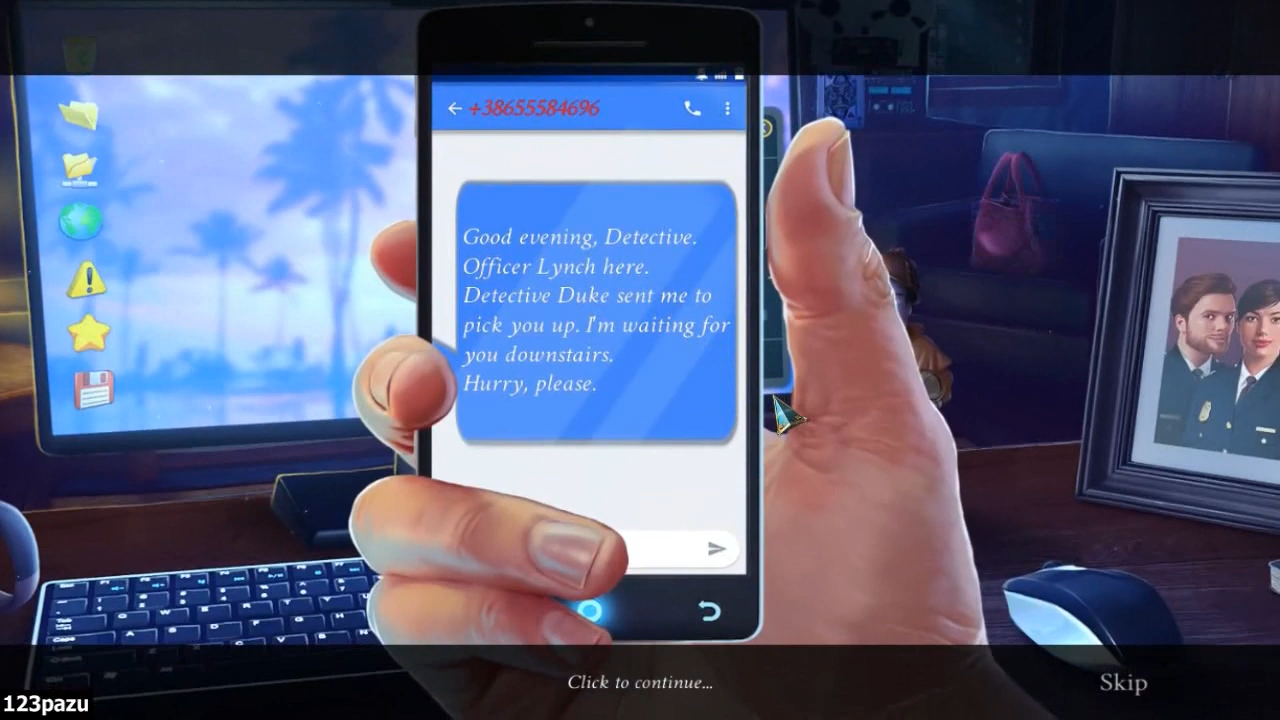 +38655584696
Good evening, Detective.
Officer Lynch here.
Detective Duke sent me to
pick you up. I'm waiting for
you downstairs.
Hurry, please.
Click to continue...
Skip
123pazu